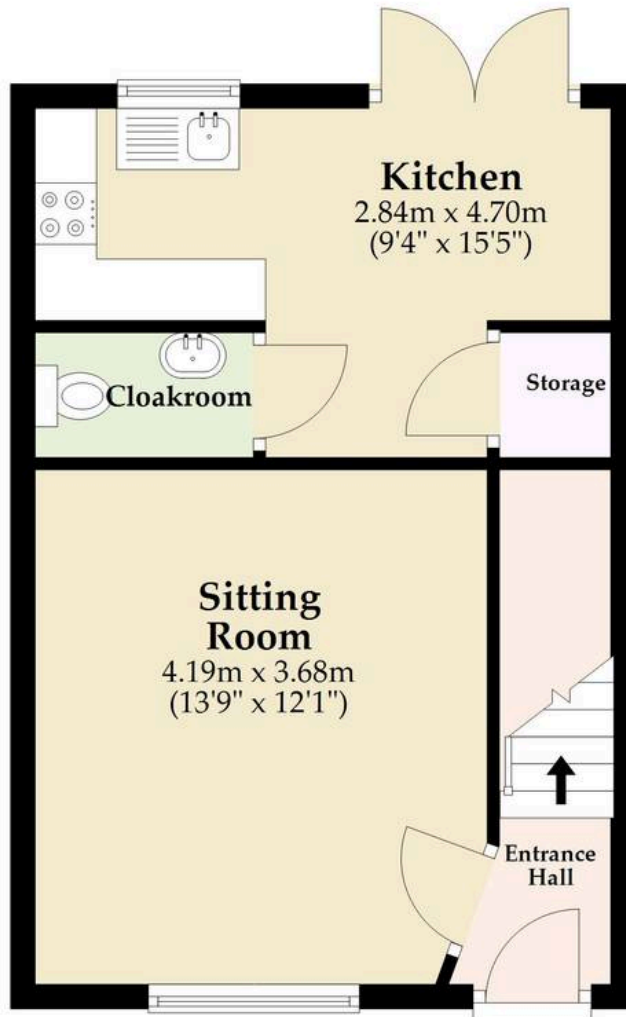 Kitchen
2.84m x 4.70m
(9'4" x 15'5")
Cloakroom
Storage
Sitting
Room
4.19m x 3.68m
(13'9" x 12'1")
Entrance
Hall